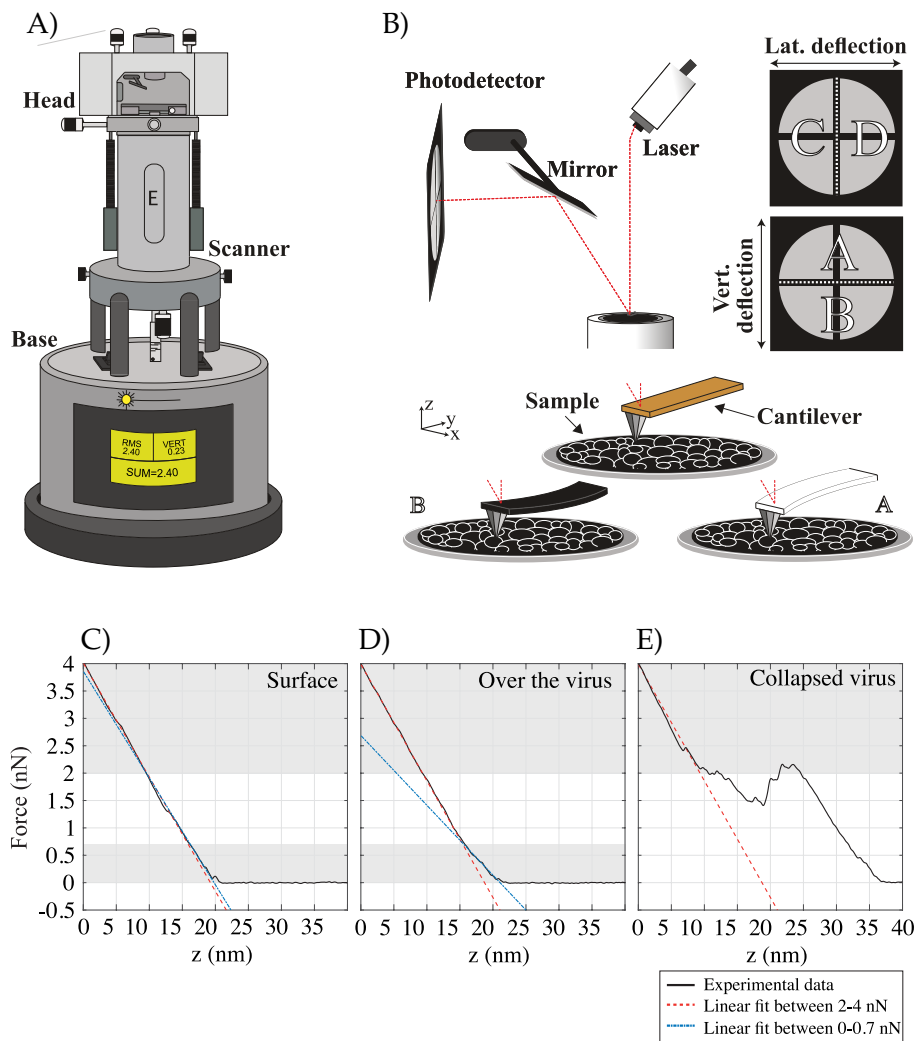 A)
Head
E
Scanner
Base
RMS
2.40
VERT
0.23
SUM=2.40
B)
Lat. deflection
Photodetector
Laser
Mirror
C D
Vert.
deflection
A
B
z
y
x
Sample
Cantilever
B
A
C)
Surface
4
3.5
3
2
1.5
1
0.5
0
-0.5
Force (nN)
0 5 10 15 20 25 30 35
z (nm)
D)
Over the virus
0 5 10 15 20 25 30 35
z (nm)
E)
Collapsed virus
0 5 10 15 20 25 30 35 40
z (nm)
Experimental data
Linear fit between 2-4 nN
Linear fit between 0-0.7 nN